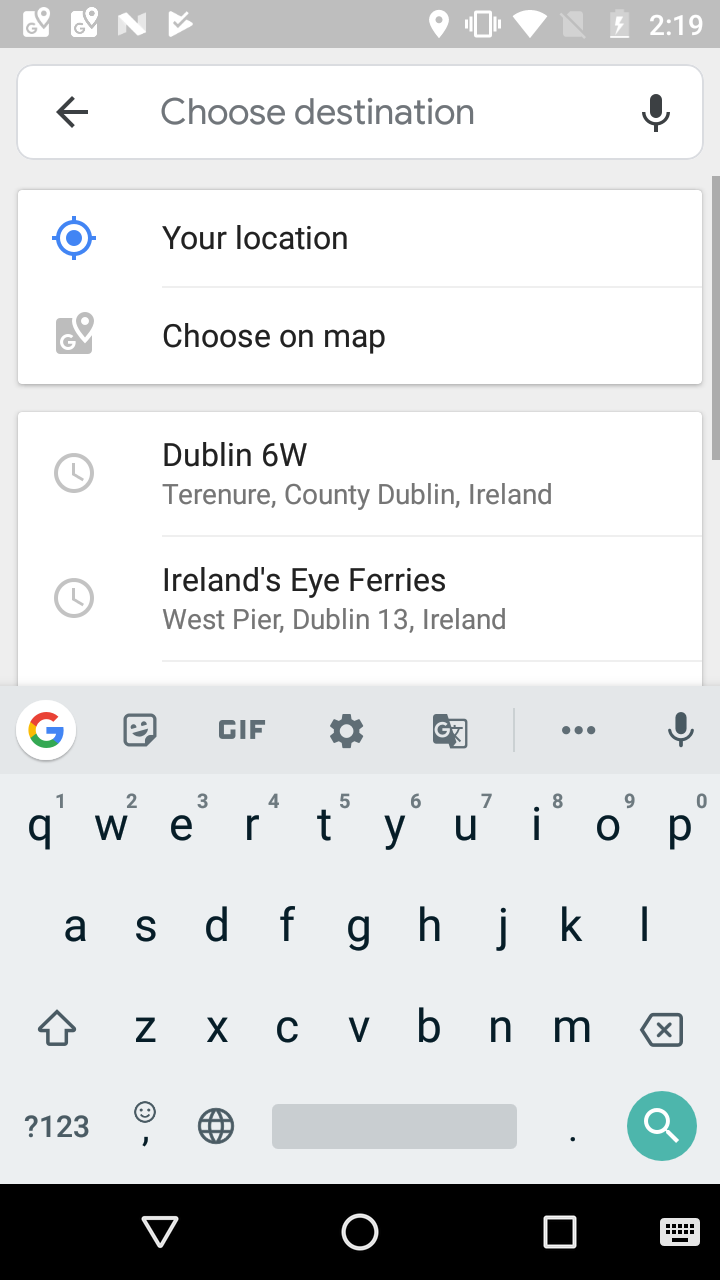 2:19
Choose destination
Your location
G
Choose on map
Dublin 6W
Terenure, County Dublin, Ireland
Ireland's Eye Ferries
West Pier, Dublin 13, Ireland
G GIF G 文
q 1 w 2 e 3 r 4 t 5 y 6 u 7 i 8 o 9 p 0
a s d f g h j k l
z x c v b n m
?123 , .